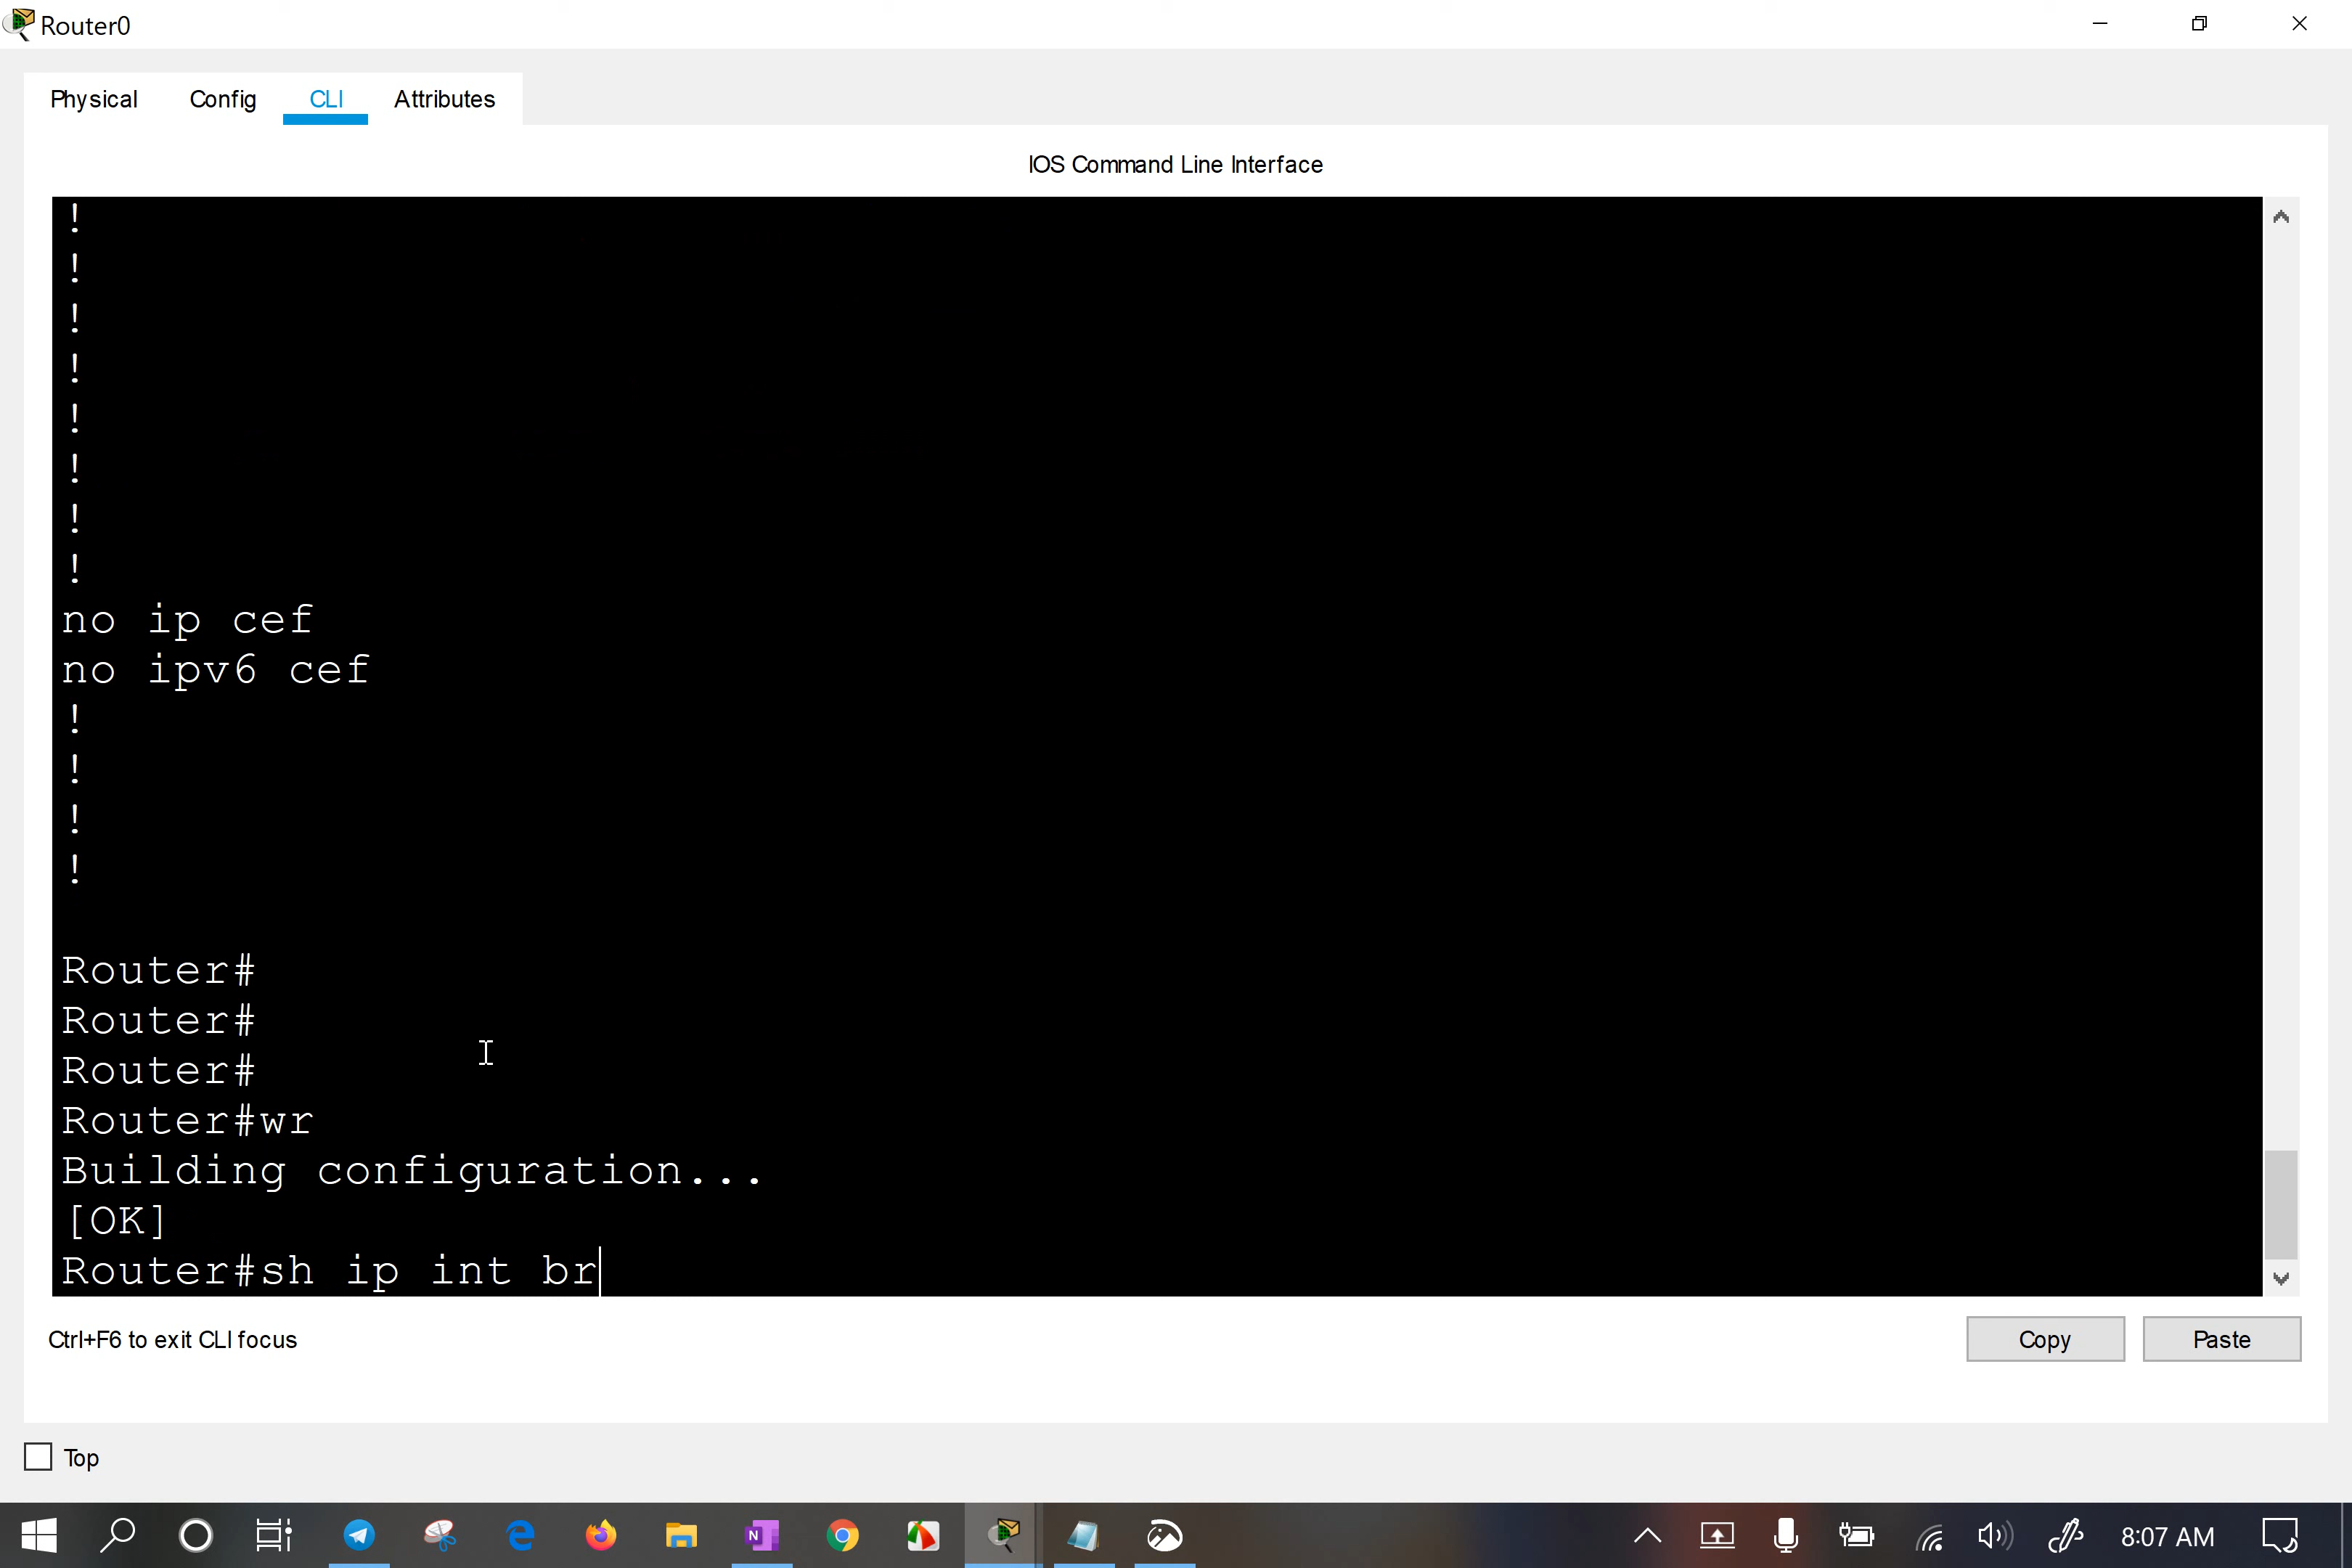 Router0
Physical Config CLI Attributes
IOS Command Line Interface
!
!
!
!
!
!
!
!
no ip cef
no ipv6 cef
!
!
!
!
Router#
Router#
Router#
Router#wr
Building configuration...
[OK]
Router#sh ip int br
Ctrl+F6 to exit CLI focus
Copy Paste
Top
8:07 AM